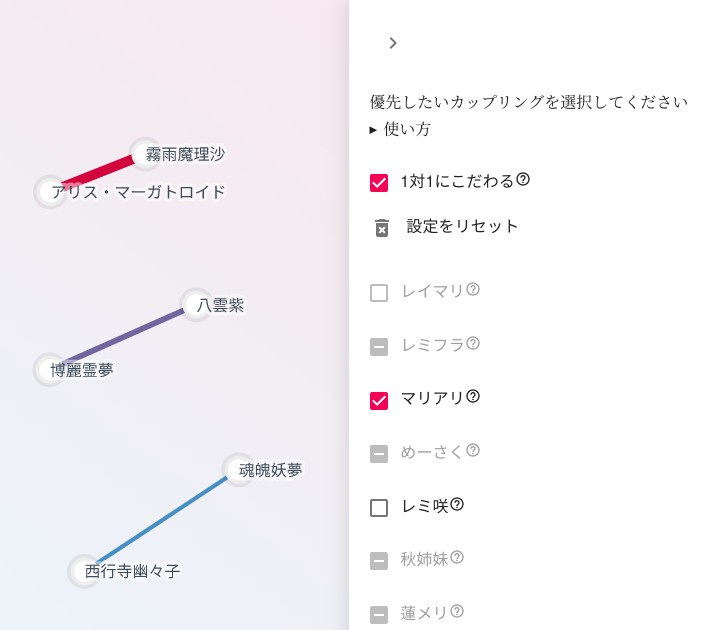 霧雨魔理沙
アリス・マーガトロイド
八雲紫
博麗霊夢
魂魄妖夢
西行寺幽々子
優先したいカップリングを選択してください
▸ 使い方
1対1にこだわる
設定をリセット
レイマリ
レミフラ
マリアリ
めーさく
レミ咲
秋姉妹
蓮メリ